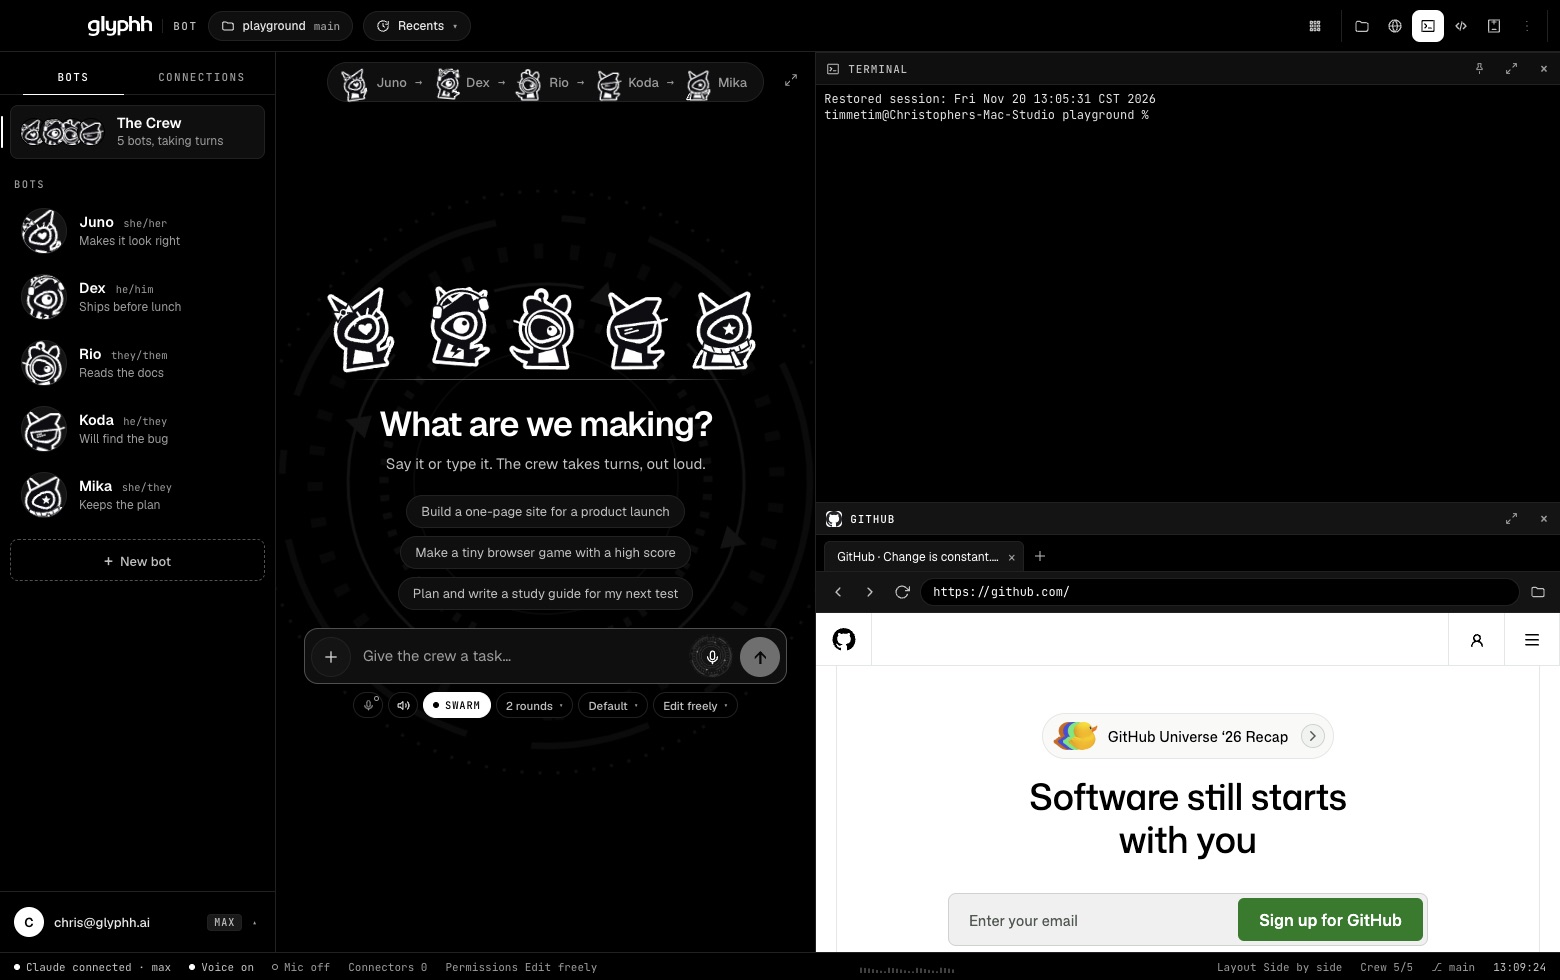 glyphh BOT playground main Recents
BOTS CONNECTIONS
The Crew
5 bots, taking turns
BOTS
Juno she/her
Makes it look right
Dex he/him
Ships before lunch
Rio they/them
Reads the docs
Koda he/they
Will find the bug
Mika she/they
Keeps the plan
+ New bot
C chris@glyphh.ai MAX
Juno → Dex → Rio → Koda → Mika
What are we making?
Say it or type it. The crew takes turns, out loud.
Build a one-page site for a product launch
Make a tiny browser game with a high score
Plan and write a study guide for my next test
Give the crew a task...
SWARM 2 rounds Default Edit freely
TERMINAL
Restored session: Fri Nov 20 13:05:31 CST 2026
timmetim@Christophers-Mac-Studio playground %
GITHUB
GitHub · Change is constant....
https://github.com/
GitHub Universe '26 Recap
Software still starts
with you
Enter your email Sign up for GitHub
Claude connected · max Voice on Mic off Connectors 0 Permissions Edit freely Layout Side by side Crew 5/5 main 13:09:24